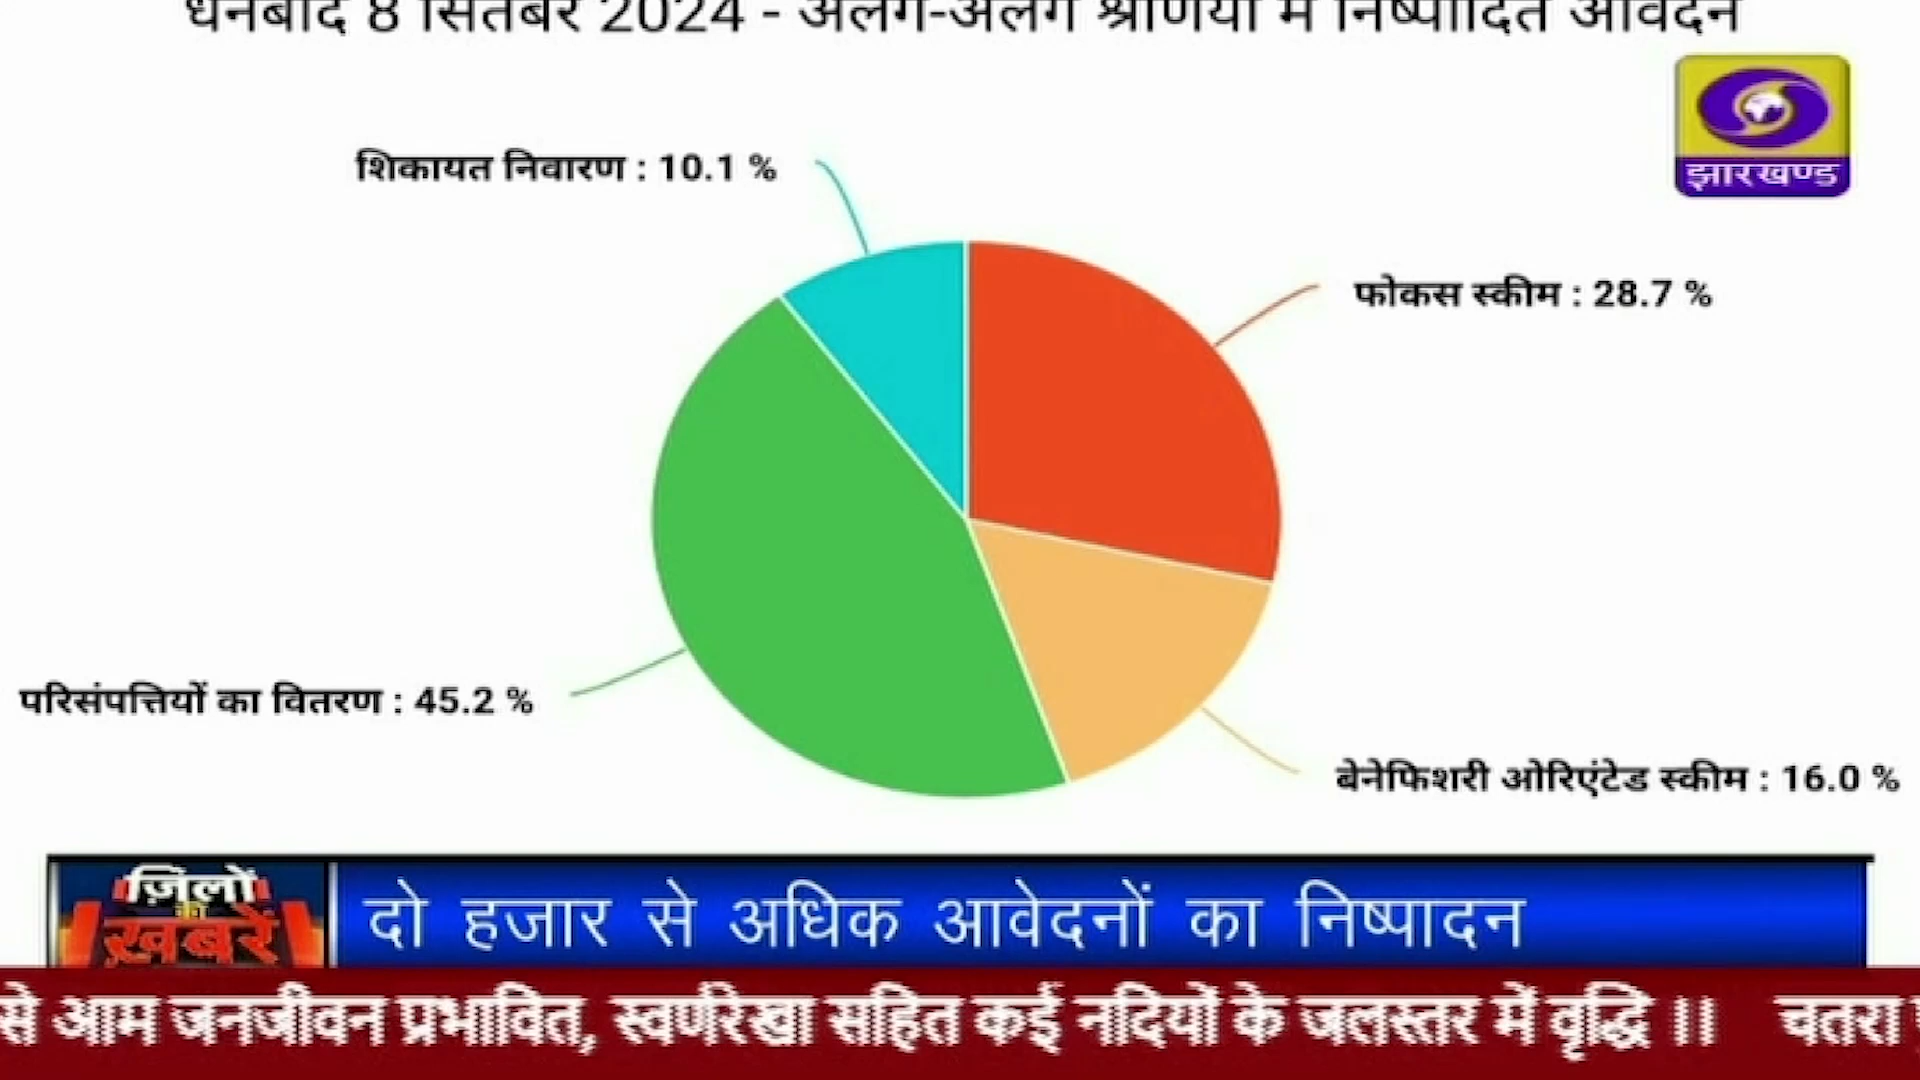 धनबाद 8 सितंबर 2024 - अलग-अलग श्रेणियों में निष्पादित आवेदन
झारखण्ड
शिकायत निवारण : 10.1 %
फोकस स्कीम : 28.7 %
परिसंपत्तियों का वितरण : 45.2 %
बेनेफिशरी ओरिएंटेड स्कीम : 16.0 %
ज़िलों
की
ख़बरें
दो हजार से अधिक आवेदनों का निष्पादन
से आम जनजीवन प्रभावित, स्वर्णरेखा सहित कई नदियों के जलस्तर में वृद्धि ।। चतरा